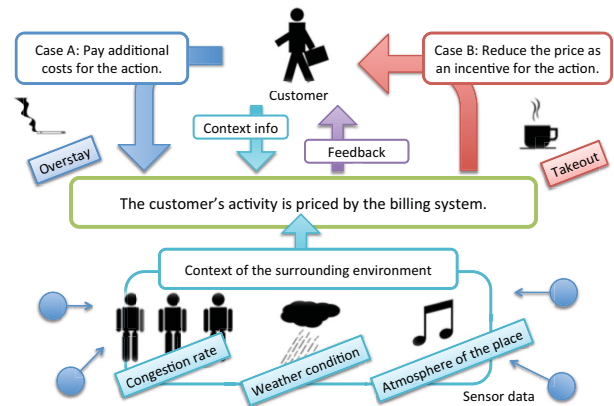 Case A: Pay additional
costs for the action.
Case B: Reduce the price as
an incentive for the action.
Customer
Context info
Feedback
Overstay
Takeout
The customer's activity is priced by the billing system.
Context of the surrounding environment
Congestion rate
Weather condition
Atmosphere of the place
Sensor data